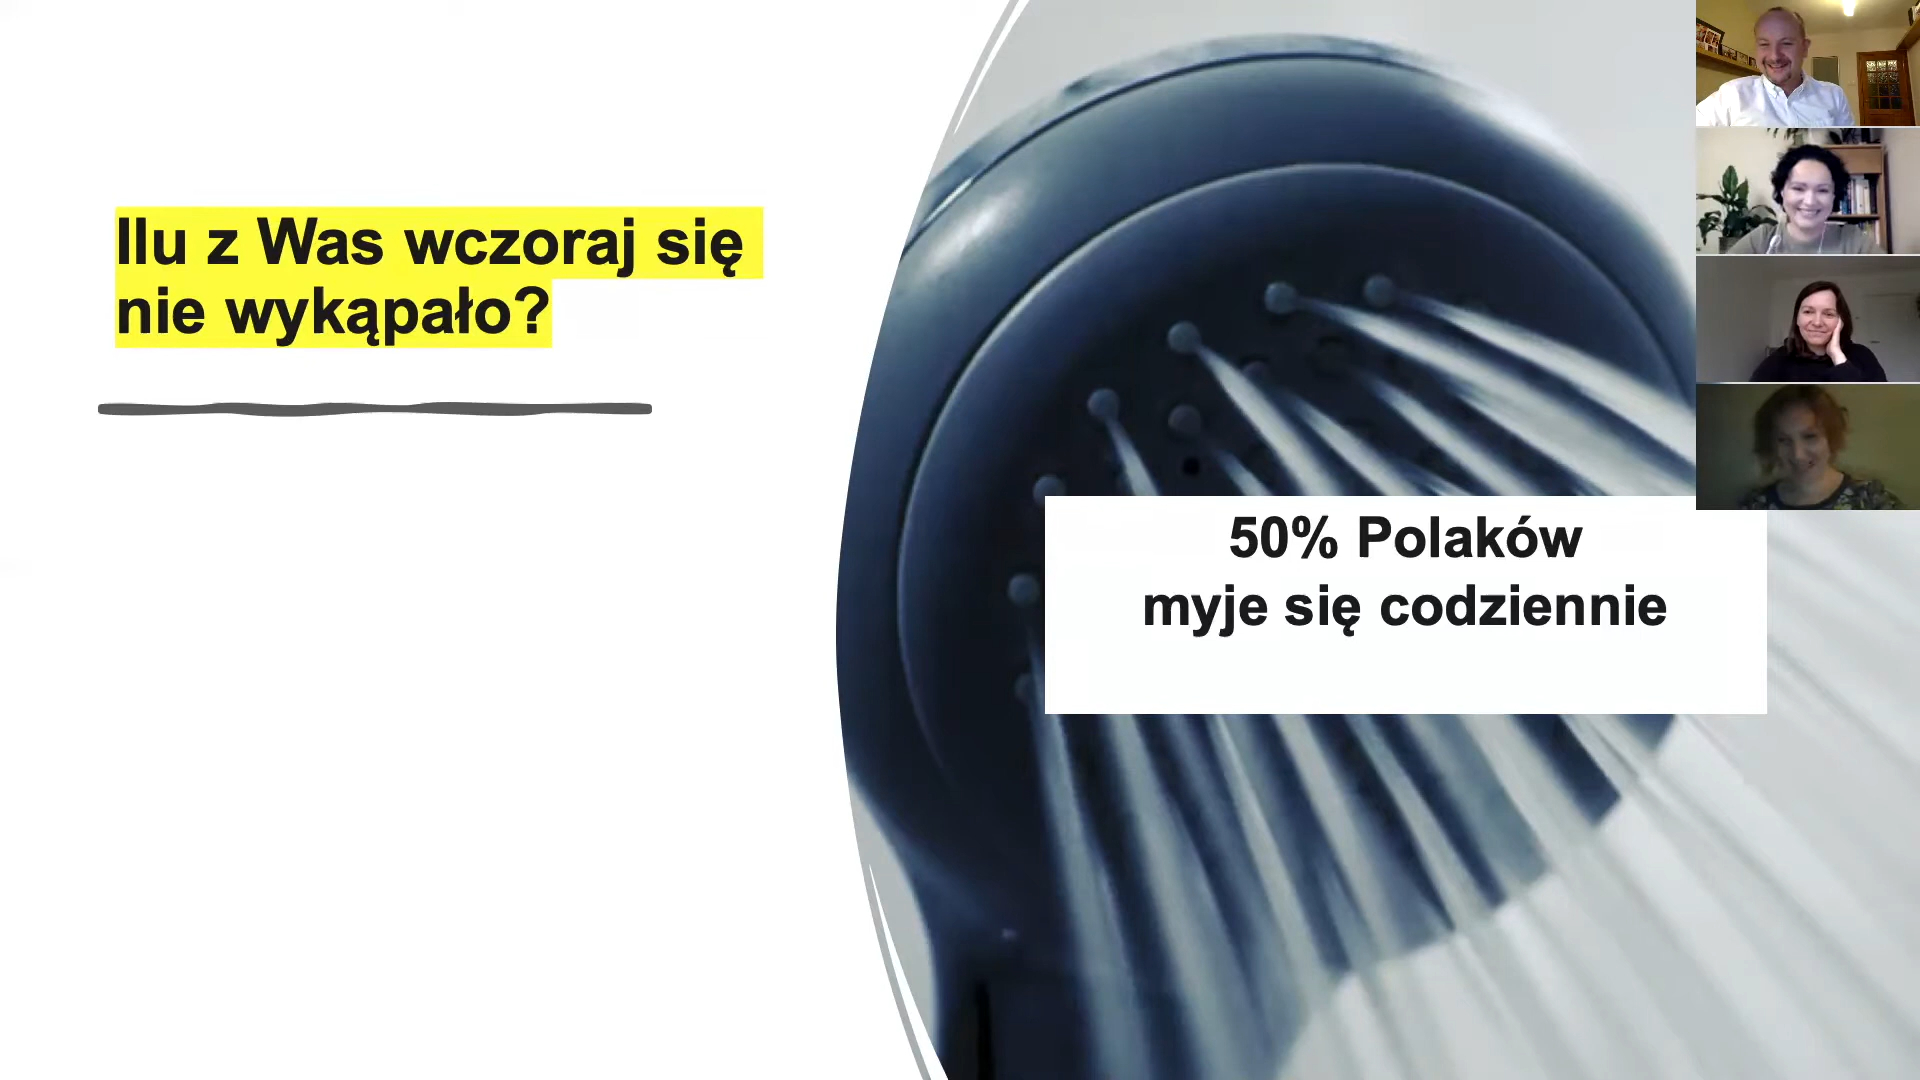 Ilu z Was wczoraj się
nie wykąpało?
50% Polaków
myje się codziennie